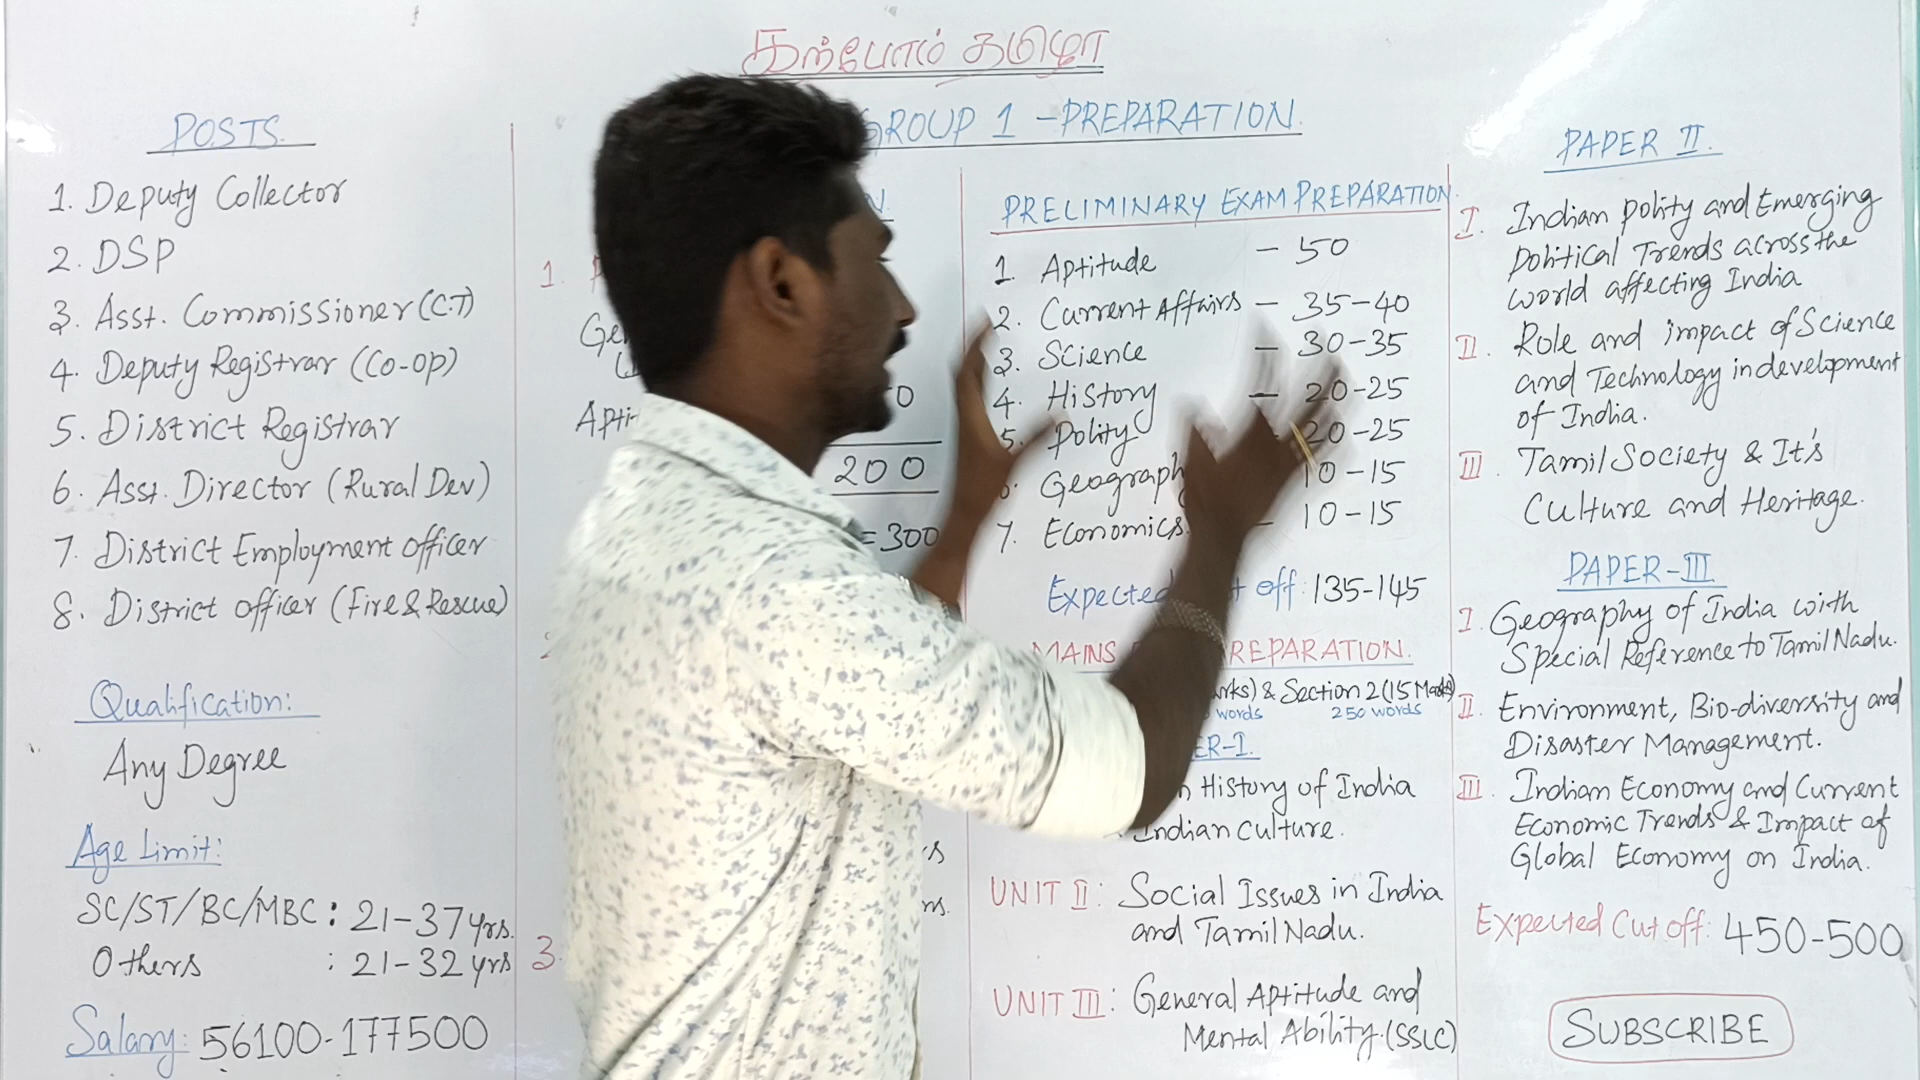 கற்போம் தமிழா
GROUP 1 - PREPARATION.
POSTS.
1. Deputy Collector
2. DSP
3. Asst. Commissioner (C.T)
4. Deputy Registrar (Co-op)
5. District Registrar
6. Asst. Director (Rural Dev)
7. District Employment officer
8. District officer (Fire & Rescue)
Qualification:
Any Degree
Age Limit:
SC/ST/BC/MBC: 21-37 yrs.
Others : 21-32 yrs
Salary: 56100-177500
1.
200
=300
3.
PRELIMINARY EXAM PREPARATION.
1. Aptitude - 50
2. Current Affairs - 35-40
3. Science - 30-35
4. History - 20-25
5. Polity - 20-25
Geography 10-15
7. Economics. - 10-15
Expected off: 135-145
MAINS PREPARATION.
& Section 2 (15 Marks)
words 250 words
History of India
Indian Culture.
UNIT II: Social Issues in India
and Tamil Nadu.
UNIT III: General Aptitude and
Mental Ability. (SSLC)
PAPER II.
I. Indian polity and Emerging
political Trends across the
world affecting India
II. Role and impact of Science
and Technology in development
of India.
III. Tamil Society & It's
Culture and Heritage.
PAPER-III
I. Geography of India with
Special Reference to Tamil Nadu.
II. Environment, Bio-diversity and
Disaster Management.
III. Indian Economy and Current
Economic Trends & Impact of
Global Economy on India.
Expected Cut off: 450-500
SUBSCRIBE